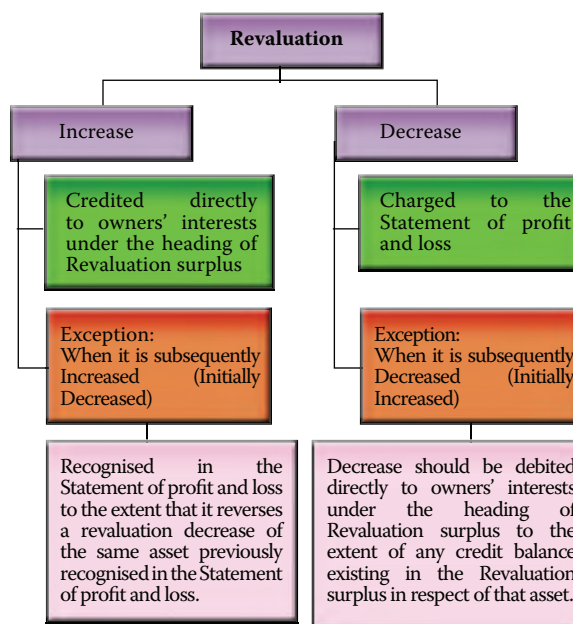 Revaluation
Increase
Decrease
Credited directly
to owners' interests
under the heading of
Revaluation surplus
Charged to the
Statement of profit
and loss
Exception:
When it is subsequently
Increased (Initially
Decreased)
Exception:
When it is subsequently
Decreased (Initially
Increased)
Recognised in the
Statement of profit and loss
to the extent that it reverses
a revaluation decrease of
the same asset previously
recognised in the Statement
of profit and loss.
Decrease should be debited
directly to owners' interests
under the heading of
Revaluation surplus to the
extent of any credit balance
existing in the Revaluation
surplus in respect of that asset.